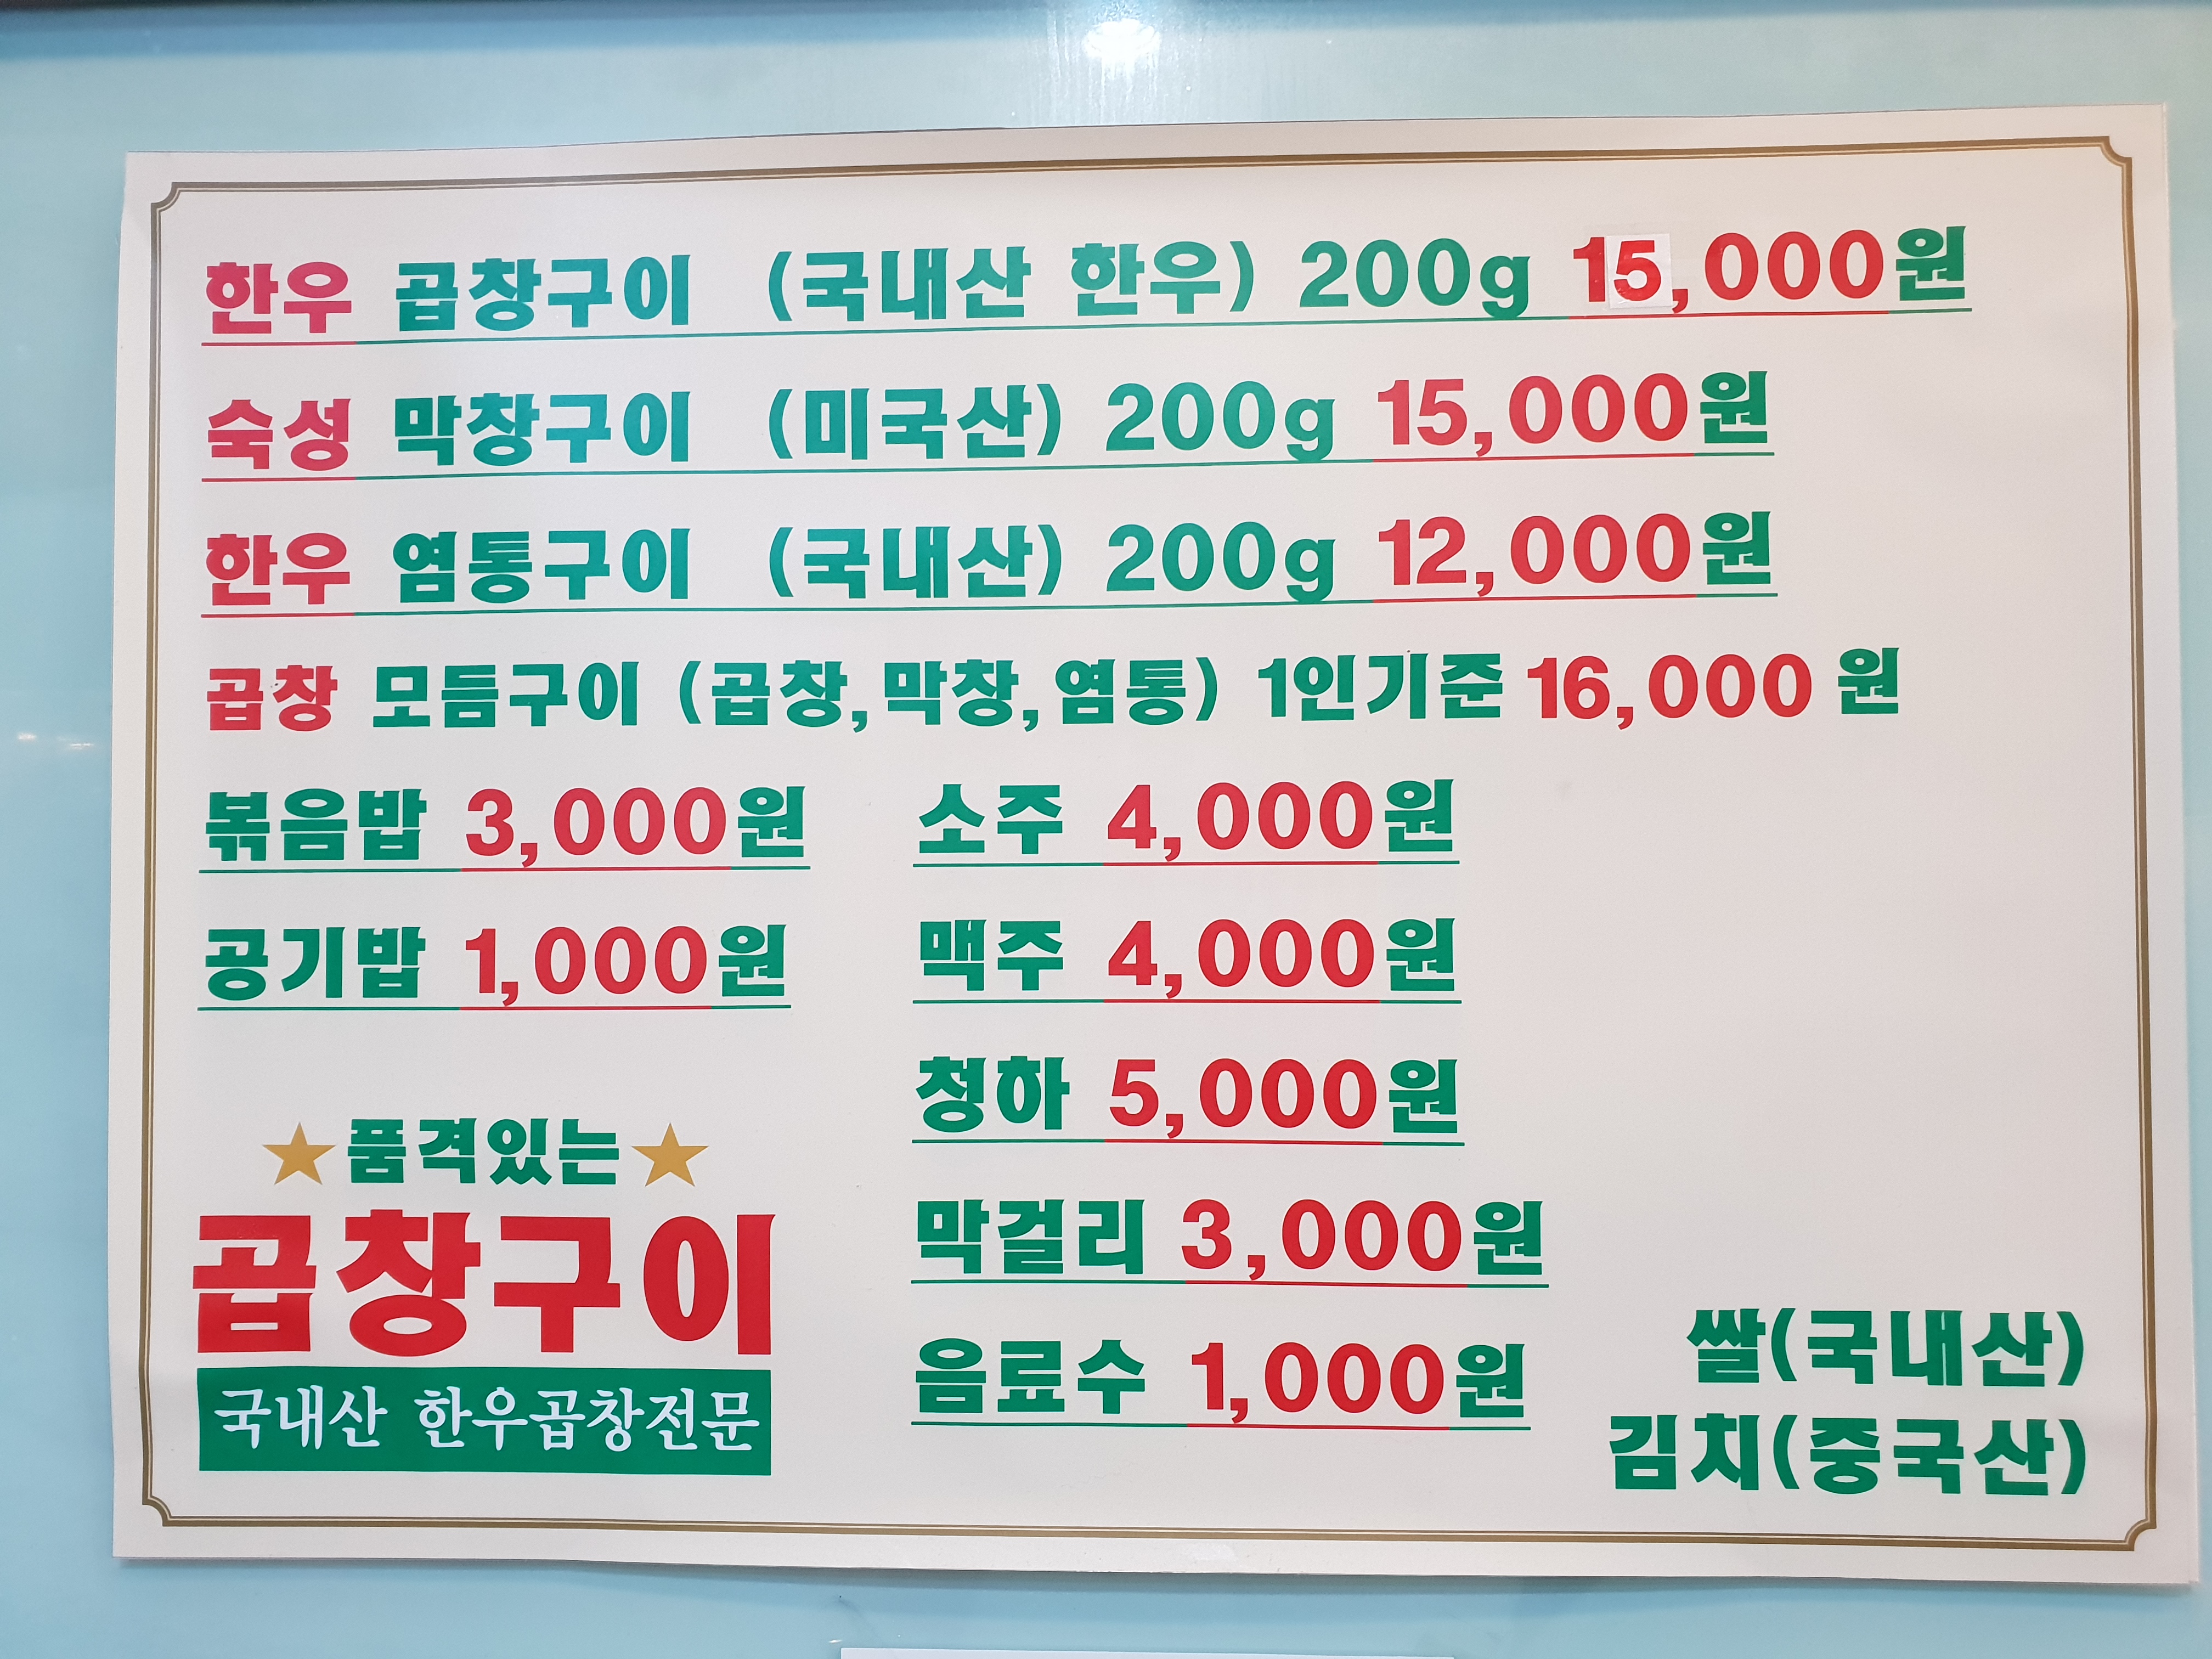 한우 곱창구이 (국내산 한우) 200g 15,000원
숙성 막창구이 (미국산) 200g 15,000원
한우 염통구이 (국내산) 200g 12,000원
곱창 모듬구이 (곱창,막창,염통) 1인기준 16,000 원
볶음밥 3,000원
공기밥 1,000원
소주 4,000원
맥주 4,000원
청하 5,000원
막걸리 3,000원
음료수 1,000원
★품격있는★
곱창구이
국내산 한우곱창전문
쌀(국내산)
김치(중국산)